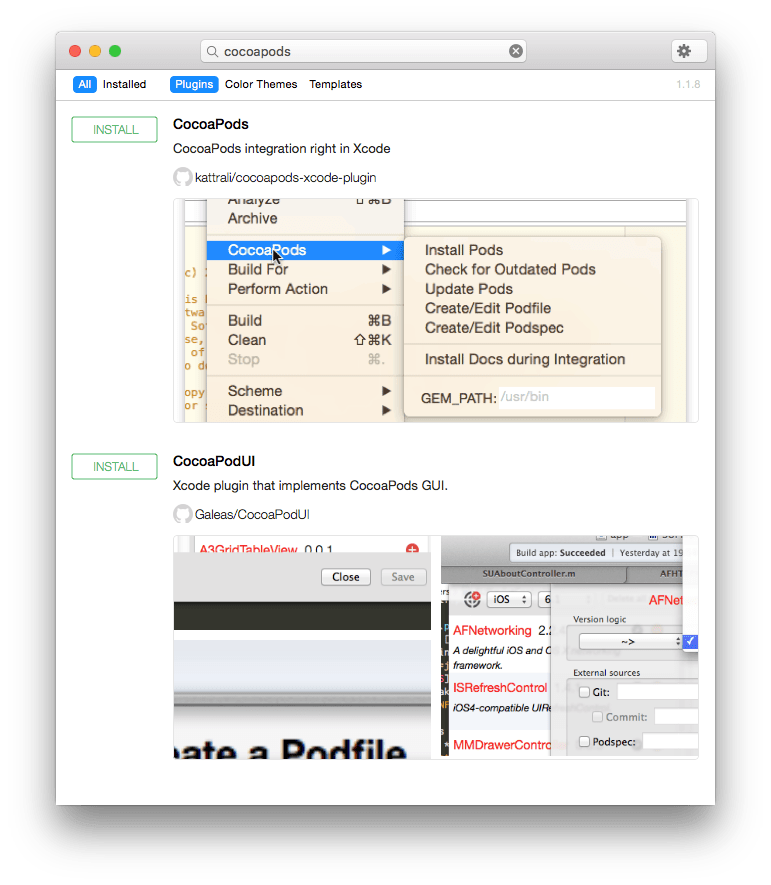 cocoapods
All Installed Plugins Color Themes Templates 1.1.8
INSTALL
CocoaPods
CocoaPods integration right in Xcode
kattrali/cocoapods-xcode-plugin
Analyze ⇧⌘B
Archive
CocoaPods
Build For
Perform Action
Build ⌘B
Clean ⇧⌘K
Stop ⌘.
Scheme
Destination
Install Pods
Check for Outdated Pods
Update Pods
Create/Edit Podfile
Create/Edit Podspec
Install Docs during Integration
GEM_PATH: /usr/bin
INSTALL
CocoaPodUI
Xcode plugin that implements CocoaPods GUI.
Galeas/CocoaPodUI
A3GridTableView 0.0.1
Close Save
eate a Podfile
Build app: Succeeded | Yesterday at 19
SUAboutController.m AFHT
iOS 6
AFNet
Version logic
~>
AFNetworking 2.2
A delightful iOS and OS
framework.
External sources
ISRefreshControl
iOS4-compatible UIRefreshControl
Git:
Commit:
MMDrawerContro
Podspec: